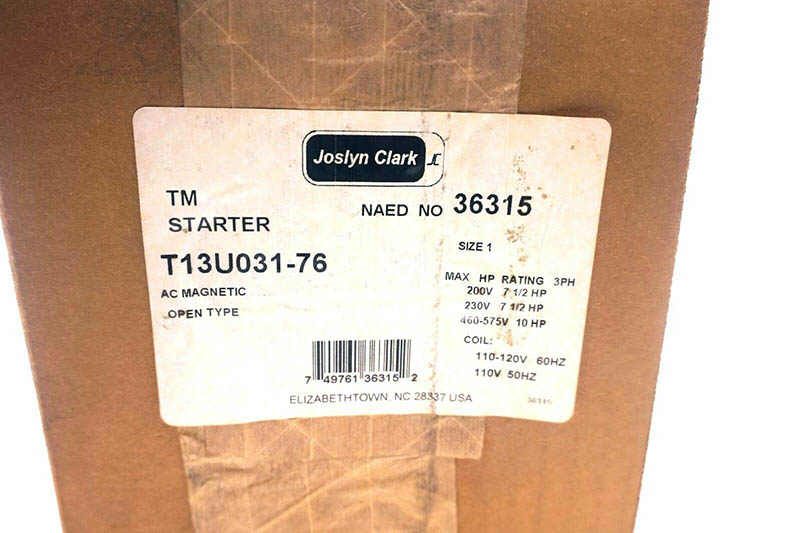 Joslyn Clark
TM
STARTER
NAED NO 36315
T13U031-76
SIZE 1
AC MAGNETIC
OPEN TYPE
MAX HP RATING 3PH
200V 7 1/2 HP
230V 7 1/2 HP
460-575V 10 HP
COIL:
110-120V 60HZ
110V 50HZ
7 49761 36315 2
ELIZABETHTOWN, NC 28337 USA
36315